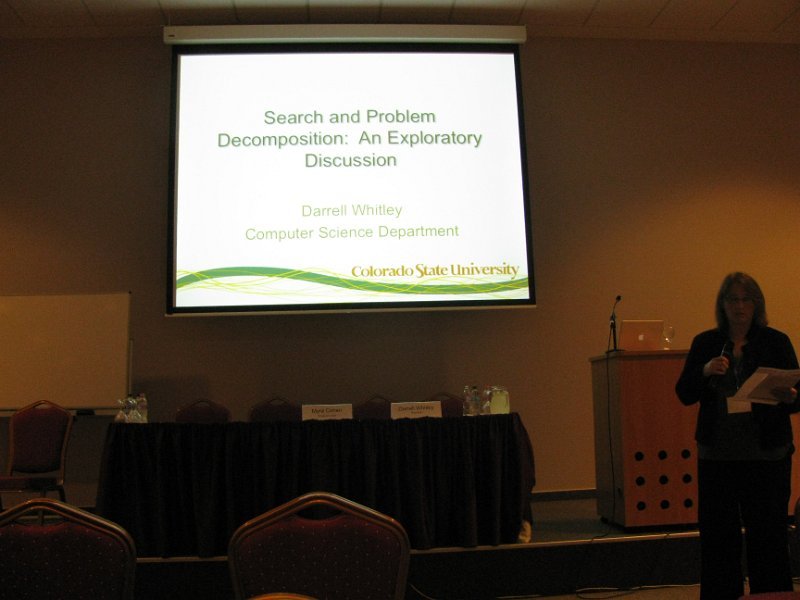 Search and Problem
Decomposition: An Exploratory
Discussion
Darrell Whitley
Computer Science Department
Colorado State University
Darrell Whitley